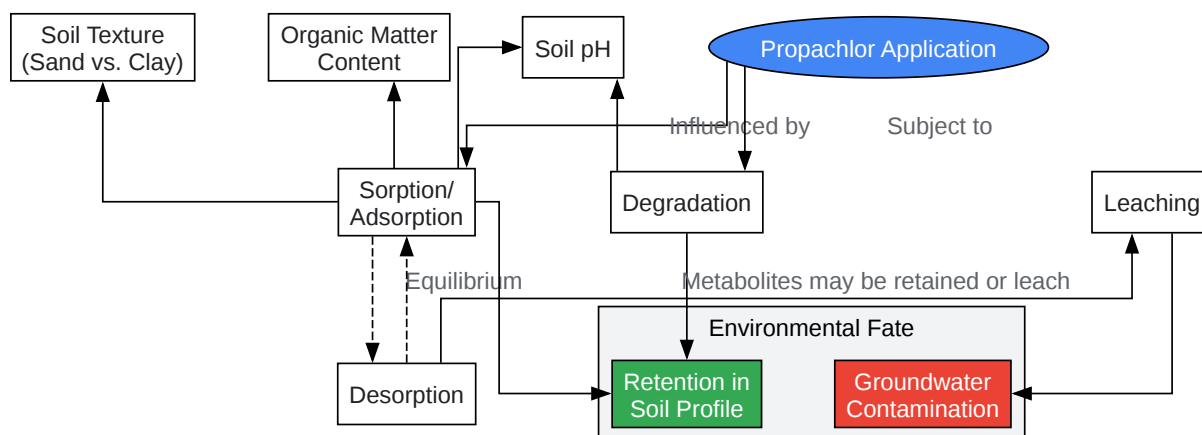 Soil Texture
(Sand vs. Clay)
Organic Matter
Content
Soil pH
Propachlor Application
Influenced by
Subject to
Sorption/
Adsorption
Degradation
Leaching
Equilibrium
Metabolites may be retained or leach
Environmental Fate
Desorption
Retention in
Soil Profile
Groundwater
Contamination